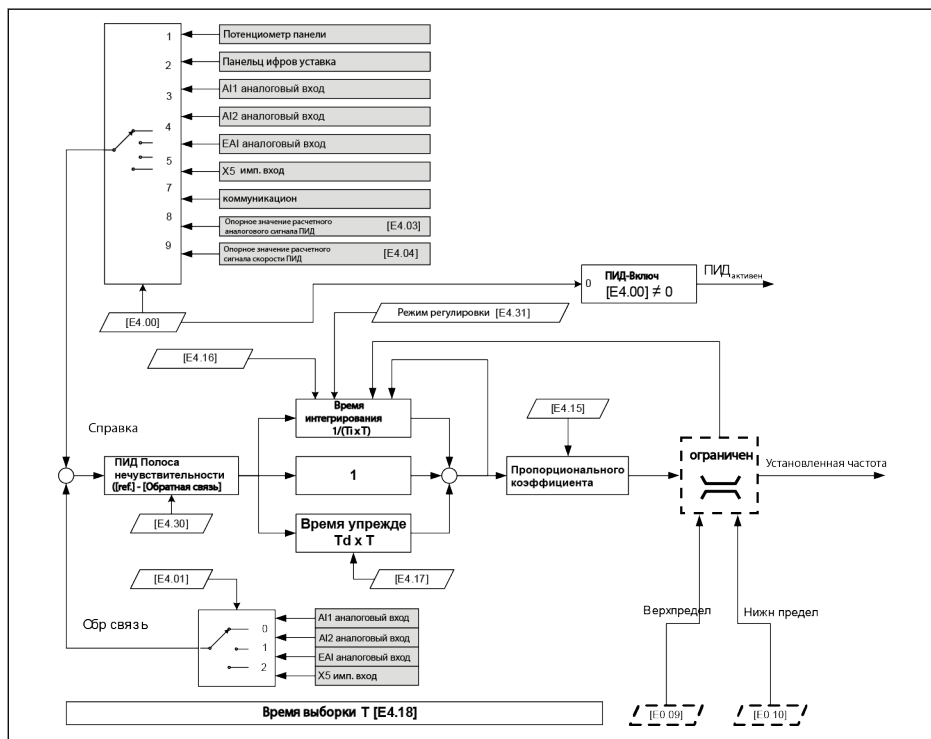 1
Потенциометр панели
2
Панельц ифров уставка
3
AI1 аналоговый вход
4
AI2 аналоговый вход
EAI аналоговый вход
5
X5 имп. вход
7
коммуникацион
8
Опорное значение расчетного
аналогового сигнала ПИД
[E4.03]
9
Опорное значение расчетного
сигнала скорости ПИД
[E4.04]
0
ПИД-Включ
[E4.00] ≠ 0
ПИДактивен
[E4.00]
Режим регулировки [E4.31]
[E4.16]
Время
интегрирования
1/(Ti x T)
[E4.15]
Справка
ПИД Полоса
нечувствительности
([ref.] - [Обратная связь]
1
Пропорционального
коэффициента
ограничен
Установленная частота
[E4.30]
Время упрежде
Td x T
[E4.01]
[E4.17]
Обр связь
0
1
2
AI1 аналоговый вход
AI2 аналоговый вход
EAI аналоговый вход
X5 имп. вход
Верхпредел
Нижн предел
Время выборки T [E4.18]
[E0.09]
[E0.10]